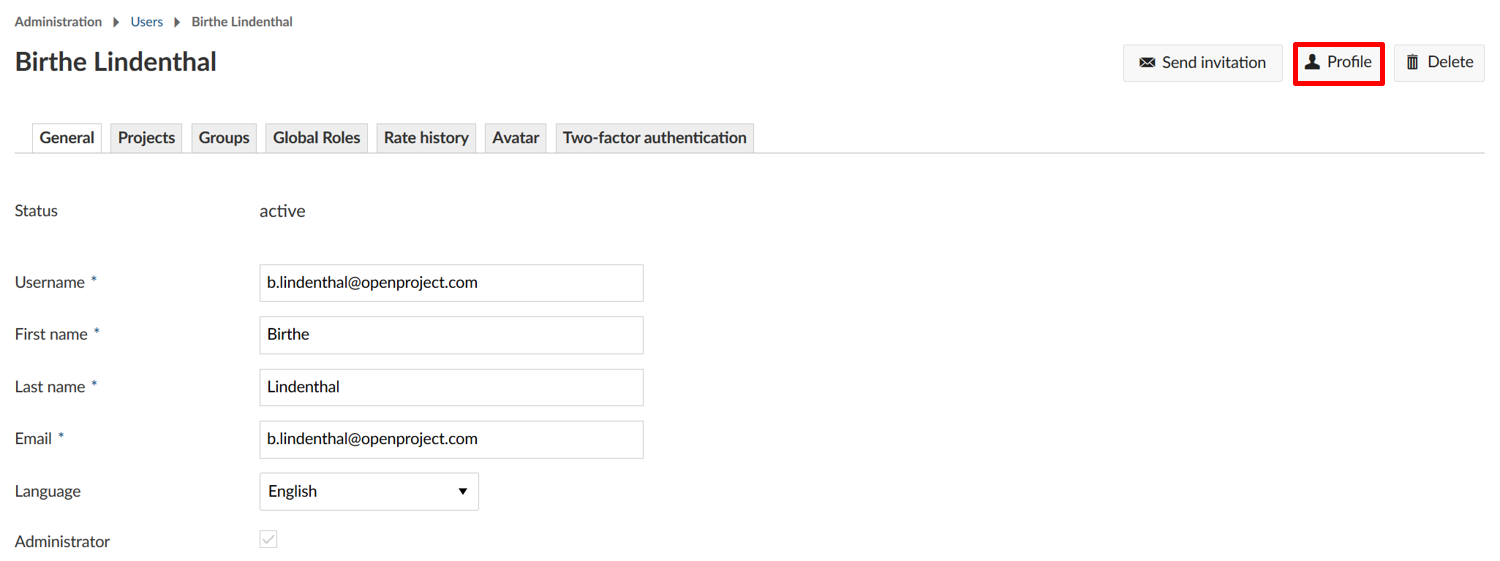 Administration Users Birthe Lindenthal
Birthe Lindenthal
Send invitation Profile Delete
General Projects Groups Global Roles Rate history Avatar Two-factor authentication
Status active
Username * b.lindenthal@openproject.com
First name * Birthe
Last name * Lindenthal
Email * b.lindenthal@openproject.com
Language English
Administrator